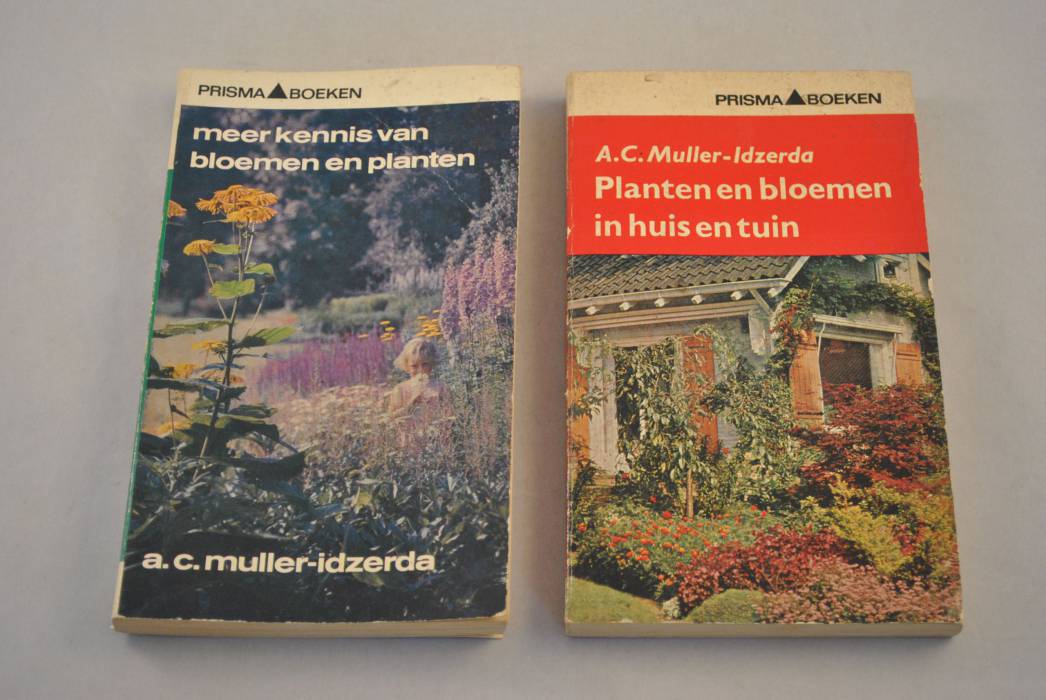 PRISMA BOEKEN
meer kennis van
bloemen en planten
a.c. muller-idzerda
PRISMA BOEKEN
A.C. Muller-Idzerda
Planten en bloemen
in huis en tuin